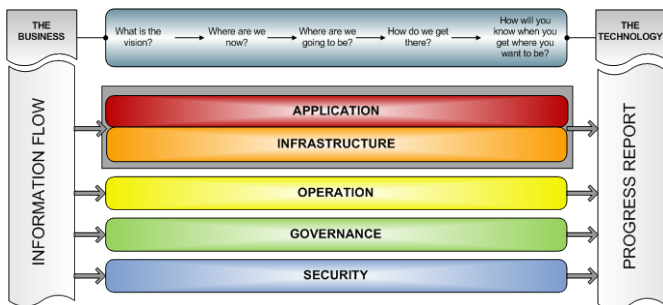 THE
BUSINESS
What is the
vision?
Where are we
now?
Where are we
going to be?
How do we get
there?
How will you
know when you
get where you
want to be?
THE
TECHNOLOGY
INFORMATION FLOW
APPLICATION
INFRASTRUCTURE
OPERATION
GOVERNANCE
SECURITY
PROGRESS REPORT